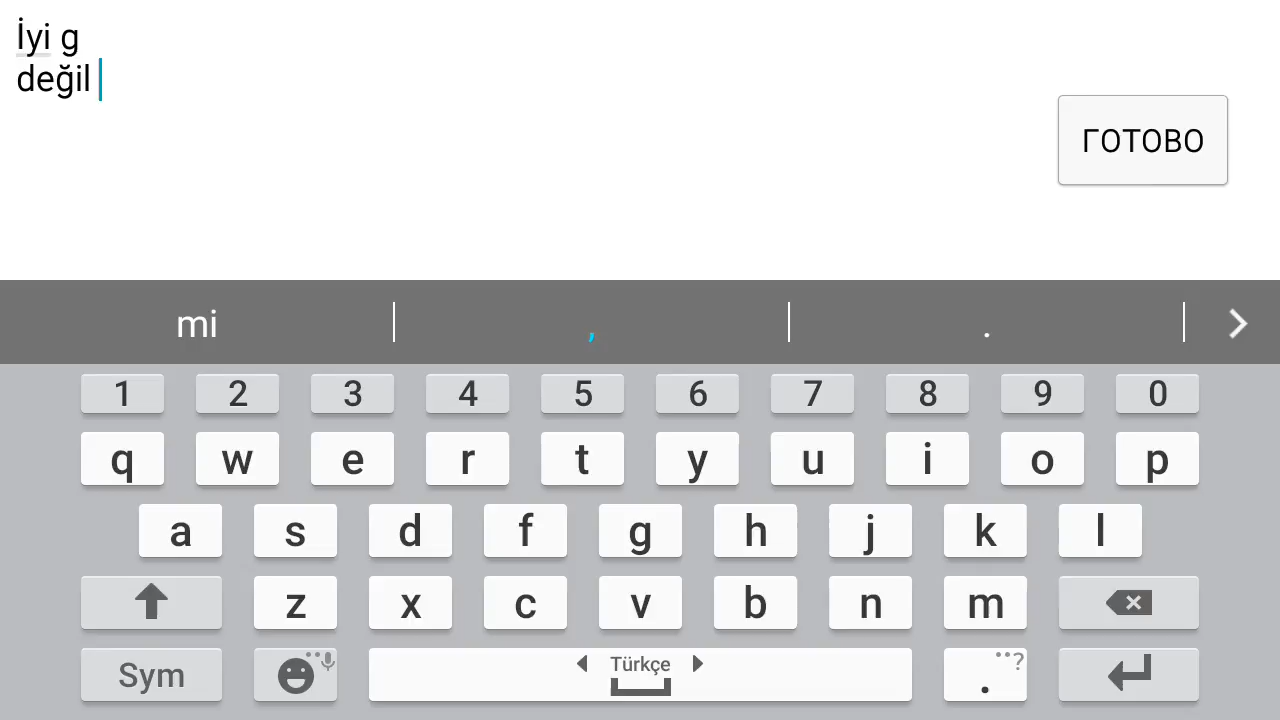 İyi g
değil
ГОТОВО
mi , .
1 2 3 4 5 6 7 8 9 0
q w e r t y u i o p
a s d f g h j k l
z x c v b n m
Sym Türkçe . ?